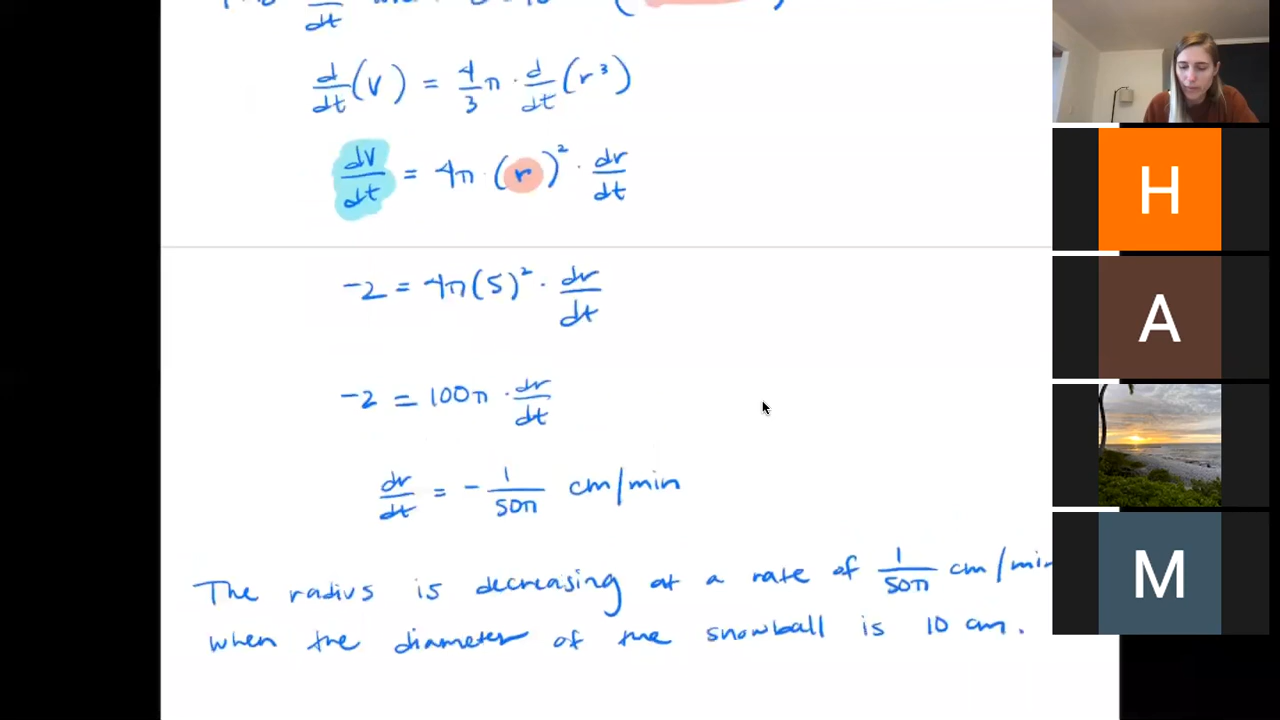 dt
d/dt (V) = 4/3 π · d/dt (r³)
dV/dt = 4π · (r)² · dr/dt
-2 = 4π(5)² · dr/dt
-2 = 100π · dr/dt
dr/dt = - 1/50π cm/min
The radius is decreasing at a rate of 1/50π cm/min
when the diameter of the snowball is 10 cm.
H
A
M